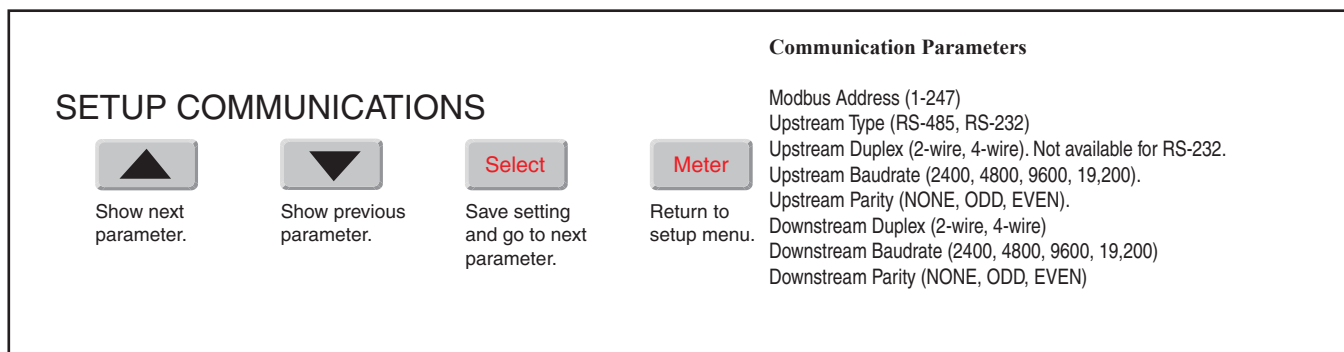 SETUP COMMUNICATIONS
Show next
parameter.
Show previous
parameter.
Select
Save setting
and go to next
parameter.
Meter
Return to
setup menu.
Communication Parameters
Modbus Address (1-247)
Upstream Type (RS-485, RS-232)
Upstream Duplex (2-wire, 4-wire). Not available for RS-232.
Upstream Baudrate (2400, 4800, 9600, 19,200).
Upstream Parity (NONE, ODD, EVEN).
Downstream Duplex (2-wire, 4-wire)
Downstream Baudrate (2400, 4800, 9600, 19,200)
Downstream Parity (NONE, ODD, EVEN)